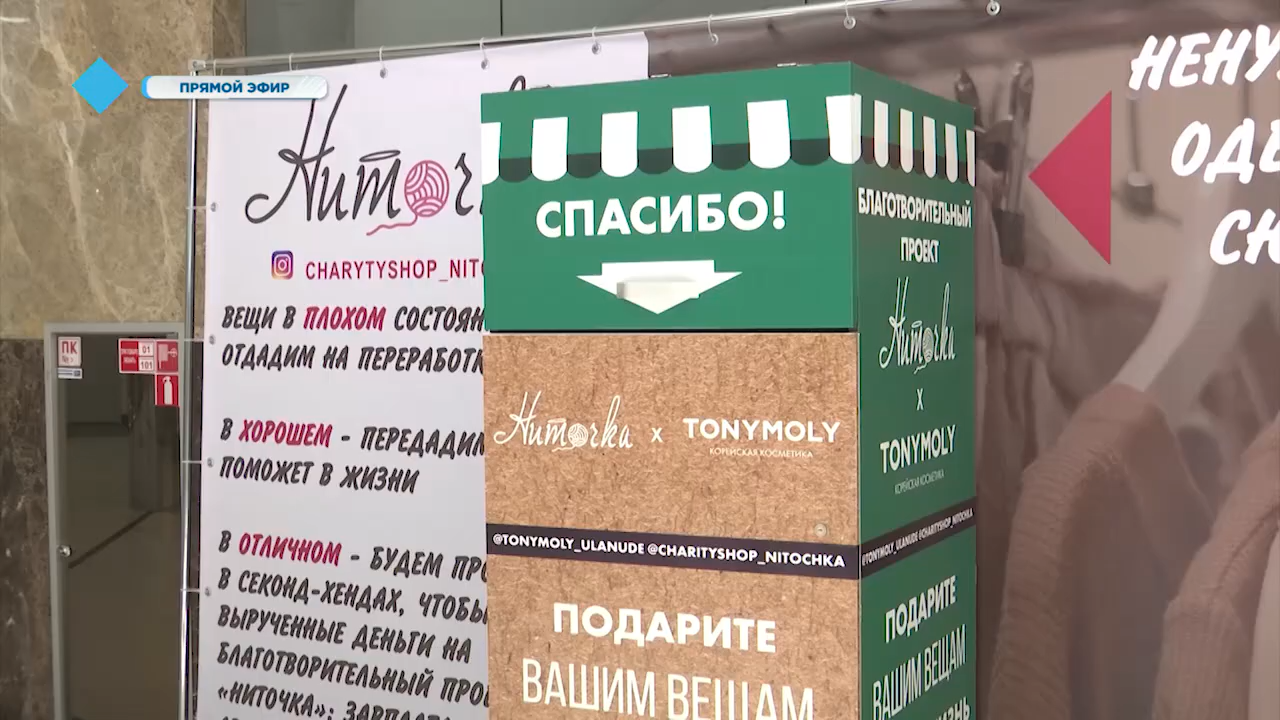 ПРЯМОЙ ЭФИР
CHARYTYSHOP_NITO
ВЕЩИ В ПЛОХОМ СОСТОЯН
ОТДАДИМ НА ПЕРЕРАБОТК
В ХОРОШЕМ - ПЕРЕДАДИМ
ПОМОЖЕТ В ЖИЗНИ
В ОТЛИЧНОМ - БУДЕМ ПРО
В СЕКОНД-ХЕНДАХ, ЧТОБЫ
ВЫРУЧЕННЫЕ ДЕНЬГИ НА
БЛАГОТВОРИТЕЛЬНЫЙ ПРО
«НИТОЧКА»:
ПК
01
101
СПАСИБО!
Ниточка x TONYMOLY
КОРЕЙСКАЯ КОСМЕТИКА
@TONYMOLY_ULANUDE @CHARITYSHOP_NITOCHKA
ПОДАРИТЕ
ВАШИМ ВЕЩАМ
БЛАГОТВОРИТЕЛЬНЫЙ
ПРОЕКТ
Ниточка
X
TONYMOLY
КОРЕЙСКАЯ КОСМЕТИКА
@TONYMOLY_ULANUDE @CHARITYSHOP_NITOCHKA
ПОДАРИТЕ
ВАШИМ ВЕЩАМ
НЕНУ
ОД